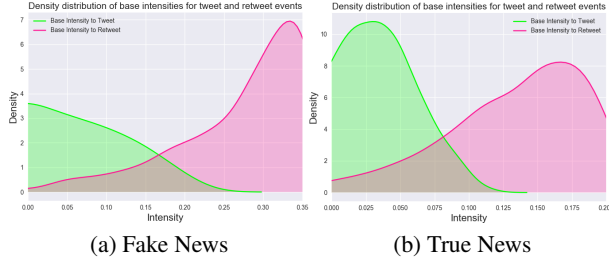 Density distribution of base intensities for tweet and retweet events
Base Intensity to Tweet
Base Intensity to Retweet
Density
7
6
5
4
3
2
1
0
0.00 0.05 0.10 0.15 0.20 0.25 0.30 0.35
Intensity
(a) Fake News
Density distribution of base intensities for tweet and retweet events
Base Intensity to Tweet
Base Intensity to Retweet
Density
10
8
6
4
2
0
0.000 0.025 0.050 0.075 0.100 0.125 0.150 0.175 0.200
Intensity
(b) True News